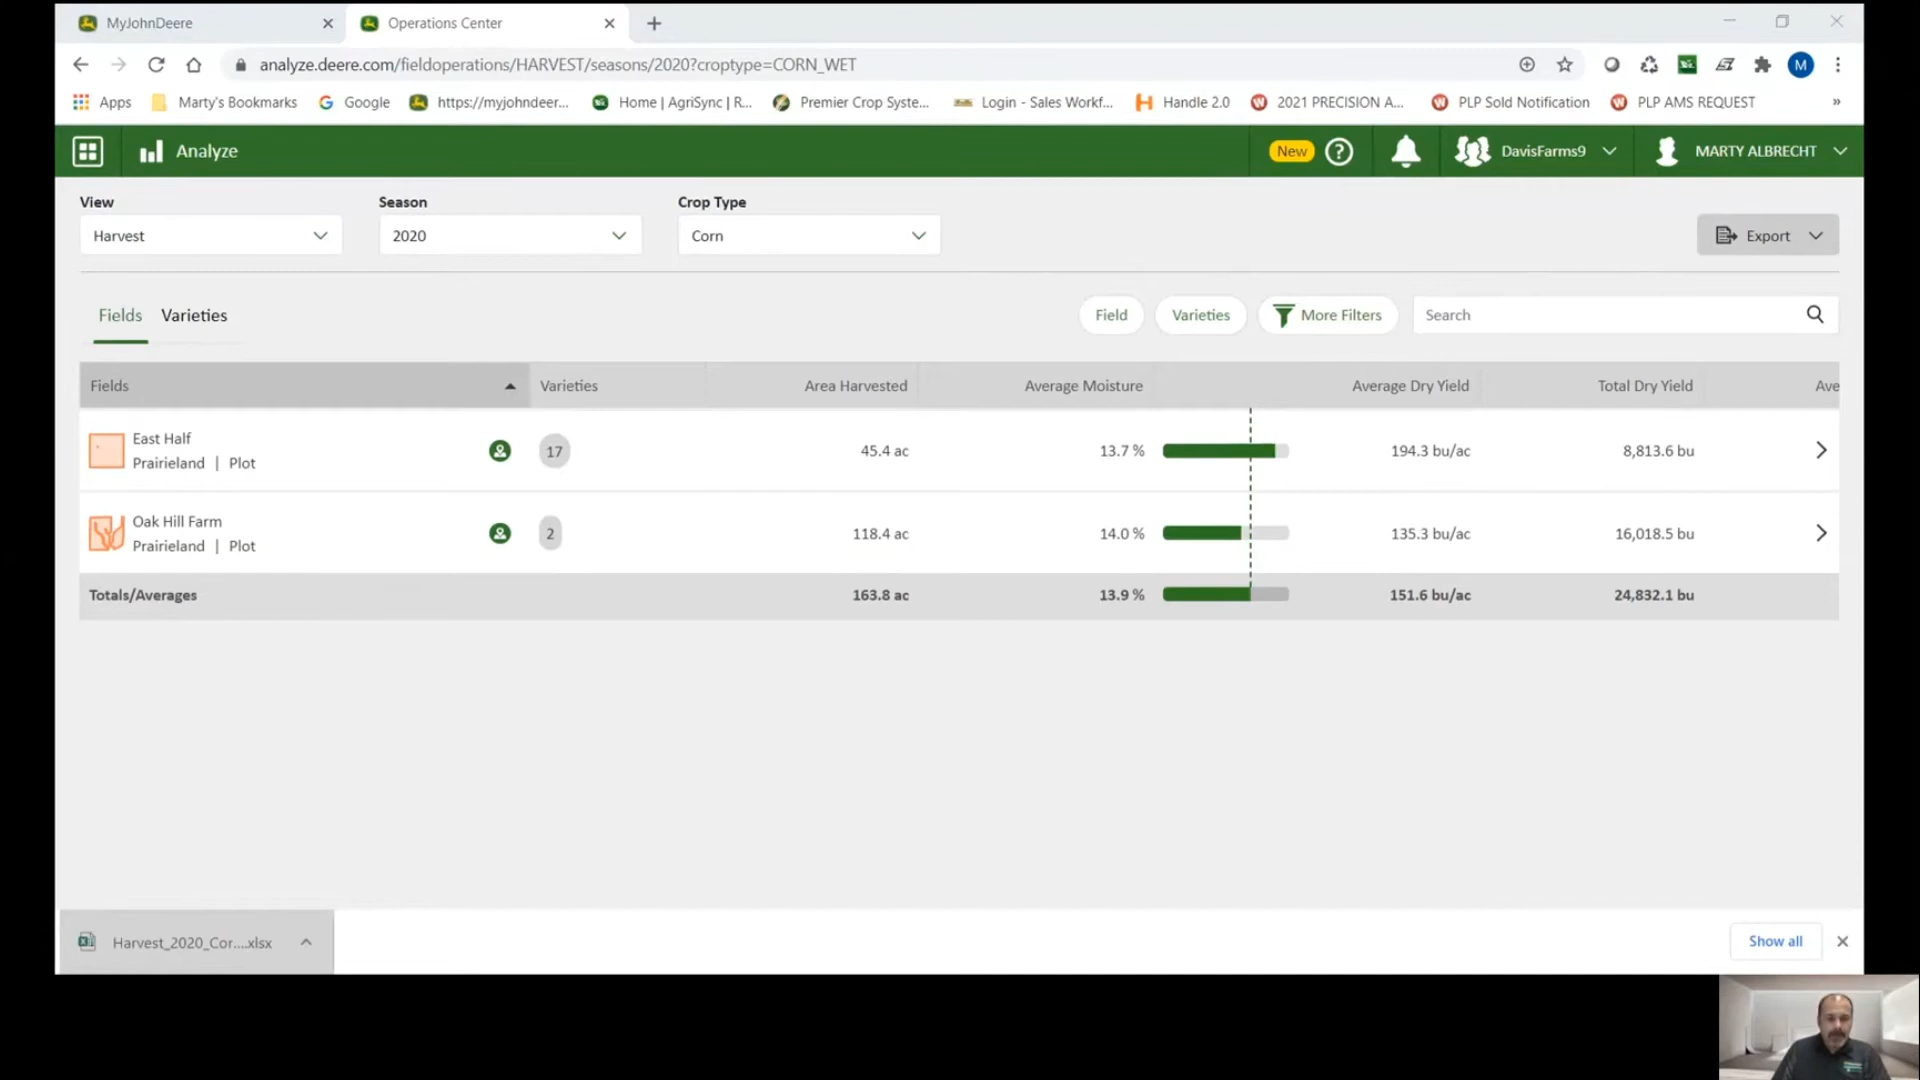 MyJohnDeere
Operations Center
analyze.deere.com/fieldoperations/HARVEST/seasons/2020?croptype=CORN_WET
M
Apps Marty's Bookmarks Google https://myjohndeer... Home | AgriSync | R... Premier Crop Syste... Login - Sales Workf... Handle 2.0 2021 PRECISION A... PLP Sold Notification PLP AMS REQUEST »
Analyze New ? DavisFarms9 MARTY ALBRECHT
View Season Crop Type
Harvest 2020 Corn Export
Fields Varieties Field Varieties More Filters Search
Fields Varieties Area Harvested Average Moisture Average Dry Yield Total Dry Yield Ave
East Half
Prairieland | Plot
17 45.4 ac 13.7 % 194.3 bu/ac 8,813.6 bu
Oak Hill Farm
Prairieland | Plot
2 118.4 ac 14.0 % 135.3 bu/ac 16,018.5 bu
Totals/Averages 163.8 ac 13.9 % 151.6 bu/ac 24,832.1 bu
Harvest_2020_Cor....xlsx Show all